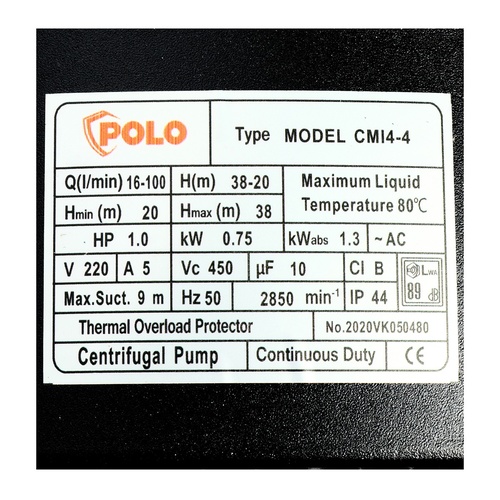 POLO Type MODEL CMI4-4
Q(l/min) 16-100 H(m) 38-20 Maximum Liquid
Hmin (m) 20 Hmax (m) 38 Temperature 80℃
HP 1.0 kW 0.75 kWabs 1.3 ~AC
V 220 A 5 Vc 450 µF 10 CI B LWA
Max.Suct. 9 m Hz 50 2850 min⁻¹ IP 44 89 dB
Thermal Overload Protector No.2020VK050480
Centrifugal Pump Continuous Duty CE